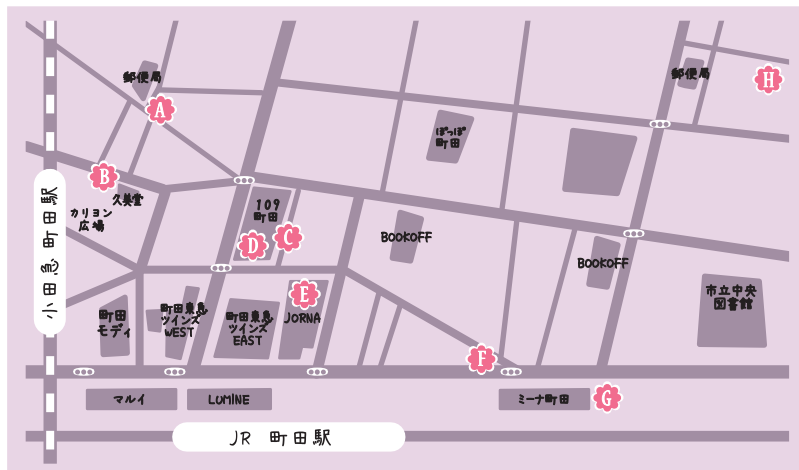 郵便局
郵便局
H
A
ぽっぽ
町田
B
久美堂
カリヨン
広場
109
町田
D
C
BOOKOFF
BOOKOFF
小田急 町田駅
E
JORNA
町田
モディ
町田東急
ツインズ
WEST
町田東急
ツインズ
EAST
市立中央
図書館
F
マルイ
LUMINE
ミーナ町田
G
JR 町田駅